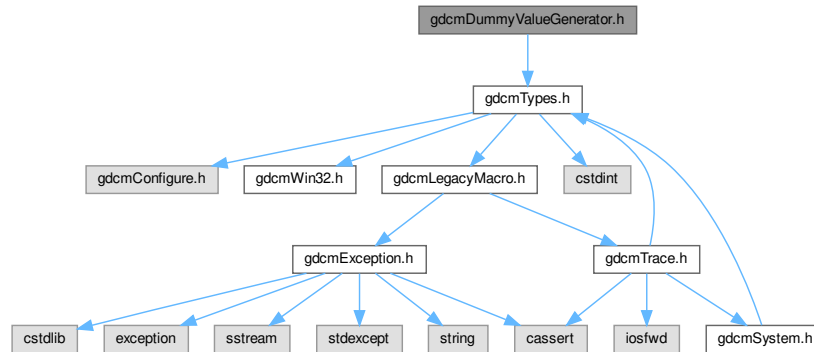 gdcmDummyValueGenerator.h
gdcmTypes.h
gdcmConfigure.h
gdcmWin32.h
gdcmLegacyMacro.h
cstdint
gdcmException.h
gdcmTrace.h
cstdlib
exception
sstream
stdexcept
string
cassert
iosfwd
gdcmSystem.h